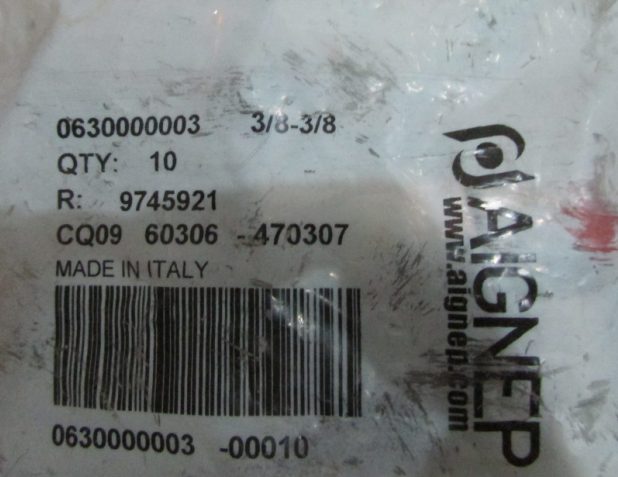 0630000003 3/8-3/8
QTY: 10
R: 9745921
CQ09 60306 -470307
MADE IN ITALY
0630000003 -00010
AIGNEP
www.aignep.com